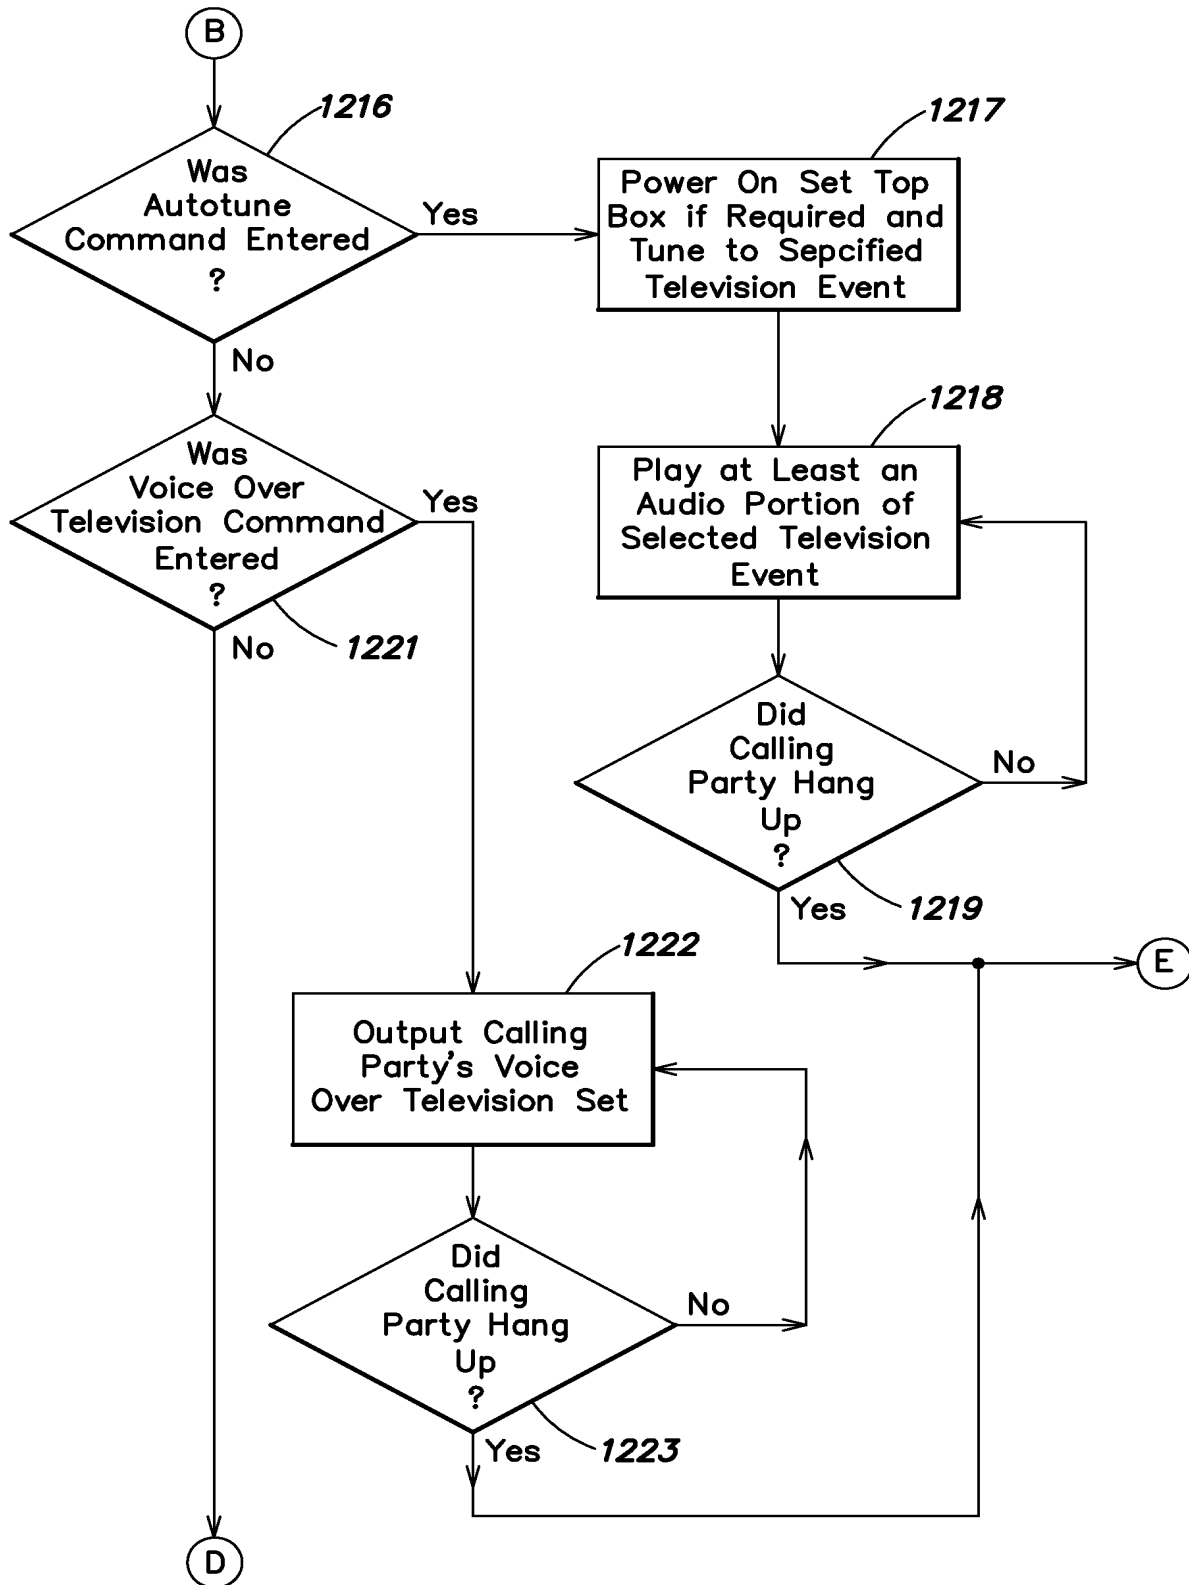 B
1216
Was
Autotune
Command Entered
?
Yes
No
1217
Power On Set Top
Box if Required and
Tune to Sepcified
Television Event
1218
Play at Least an
Audio Portion of
Selected Television
Event
Was
Voice Over
Television Command
Entered
?
Yes
No
1221
Did
Calling
Party Hang
Up
?
No
Yes
1219
E
1222
Output Calling
Party's Voice
Over Television Set
Did
Calling
Party Hang
Up
?
No
Yes
1223
D